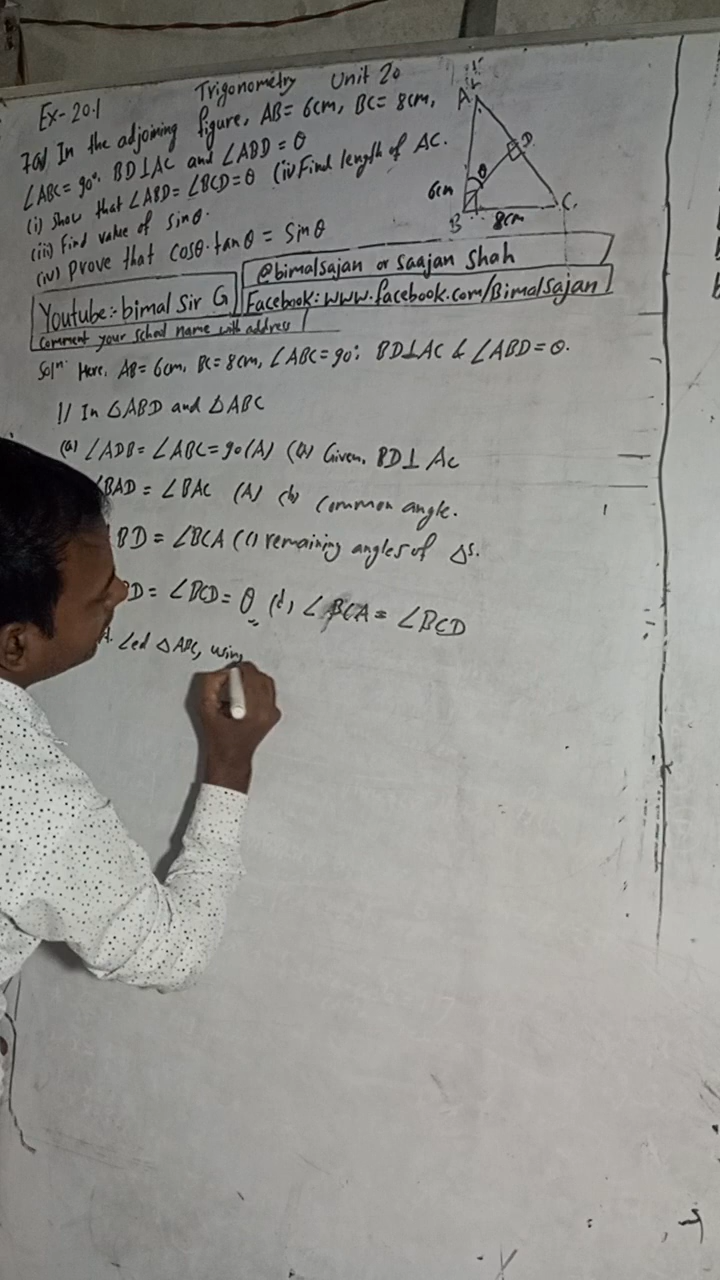 Ex-20.1 Trigonometry Unit 20
7(a) In the adjoining figure, AB= 6cm, BC= 8cm,
∠ABC= 90°, BD⊥AC and ∠ABD= θ
(i) Show that ∠ABD= ∠BCD=θ (ii) Find length of AC.
(iii) Find value of sinθ.
(iv) Prove that cosθ.tanθ = Sinθ
A
D
θ
6cm
B
8cm
C
@bimalsajan or saajan shah
Youtube:-bimal Sir G
Facebook: www.facebook.com/Bimalsajan
Comment your school name with address
Solⁿ: Here, AB= 6cm, BC= 8cm, ∠ABC= 90°, BD⊥AC & ∠ABD=θ.
// In △ABD and △ABC
(a) ∠ADB= ∠ABC=90(A) (a) Given, BD⊥AC
∠BAD = ∠BAC (A) (b) Common angle.
BD = ∠BCA (c) remaining angles of △s.
BD= ∠BCD= θ (d) ∠BCA= ∠BCD
∠ed △ABC, using